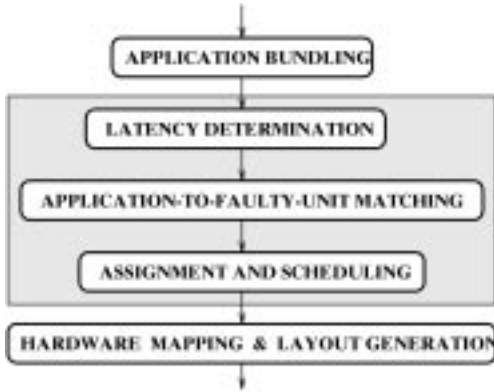 APPLICATION BUNDLING
LATENCY DETERMINATION
APPLICATION-TO-FAULTY-UNIT MATCHING
ASSIGNMENT AND SCHEDULING
HARDWARE MAPPING & LAYOUT GENERATION